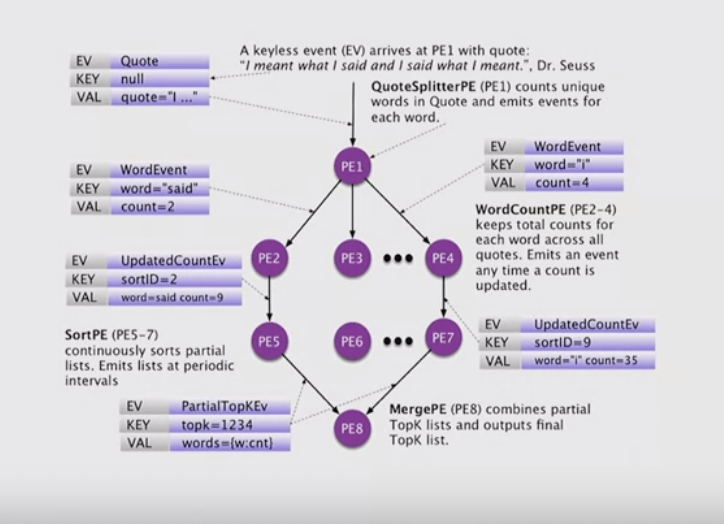 A keyless event (EV) arrives at PE1 with quote:
"I meant what I said and I said what I meant.", Dr. Seuss
EV Quote
KEY null
VAL quote="I ..."
QuoteSplitterPE (PE1) counts unique
words in Quote and emits events for
each word.
PE1
EV WordEvent
KEY word="i"
VAL count=4
EV WordEvent
KEY word="said"
VAL count=2
WordCountPE (PE2-4)
keeps total counts for
each word across all
quotes. Emits an event
any time a count is
updated.
PE2 PE3 ●●● PE4
EV UpdatedCountEv
KEY sortID=2
VAL word=said count=9
EV UpdatedCountEv
KEY sortID=9
VAL word="i" count=35
SortPE (PE5-7)
continuously sorts partial
lists. Emits lists at periodic
intervals
PE5 PE6 ●●● PE7
EV PartialTopKEv
KEY topk=1234
VAL words={w:cnt}
PE8
MergePE (PE8) combines partial
TopK lists and outputs final
TopK list.